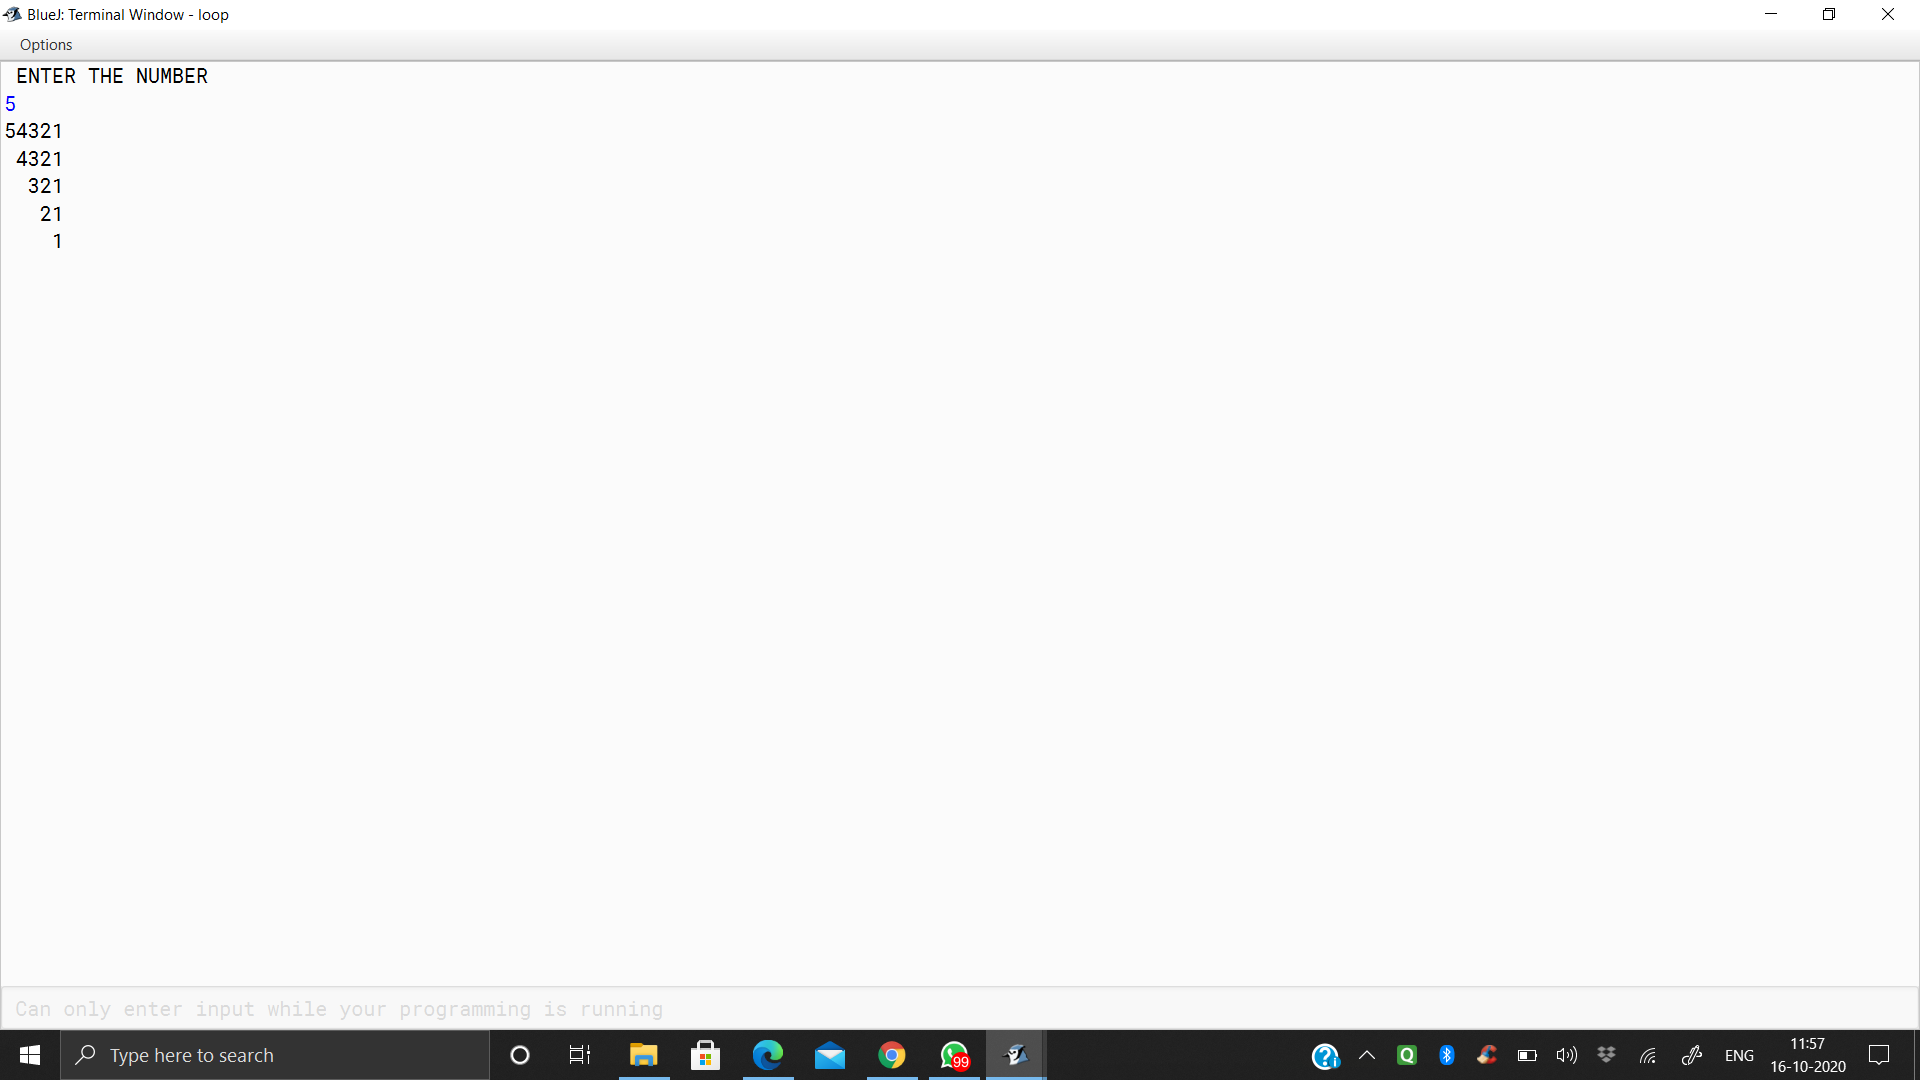 BlueJ: Terminal Window - loop
Options
ENTER THE NUMBER
5
54321
4321
321
21
1
Can only enter input while your programming is running
Type here to search
99
Q
ENG
11:57
16-10-2020